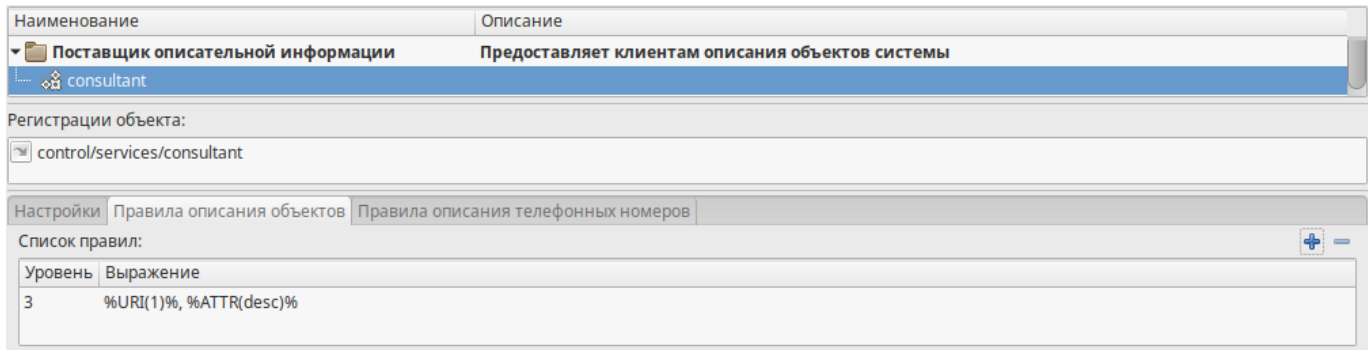 Наименование Описание
Поставщик описательной информации Предоставляет клиентам описания объектов системы
consultant
Регистрации объекта:
control/services/consultant
Настройки Правила описания объектов Правила описания телефонных номеров
Список правил:
Уровень Выражение
3 %URI(1)%, %ATTR(desc)%